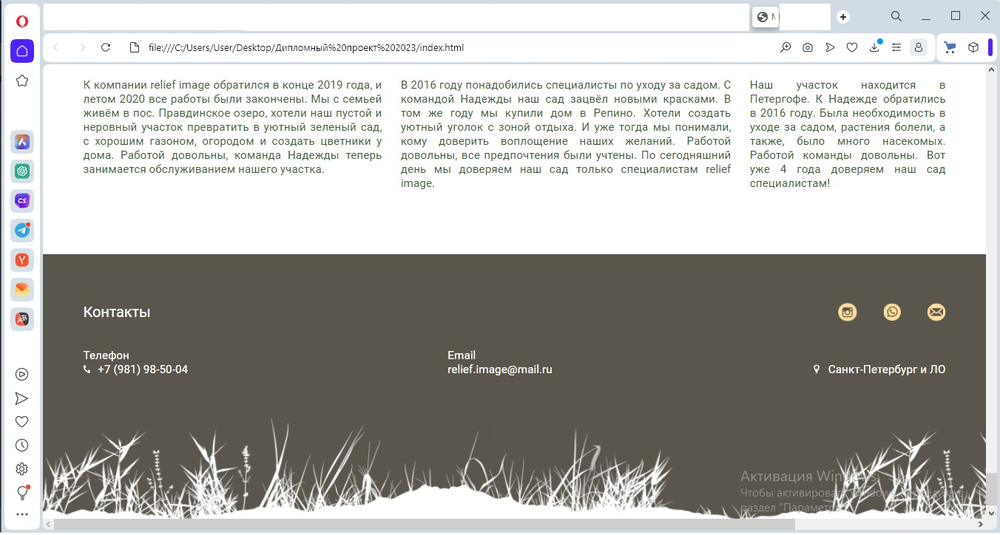 file:///C:/Users/User/Desktop/Дипломный%20проект%202023/index.html
К компании relief image обратился в конце 2019 года, и
летом 2020 все работы были закончены. Мы с семьей
живём в пос. Правдинское озеро, хотели наш пустой и
неровный участок превратить в уютный зеленый сад,
с хорошим газоном, огородом и создать цветники у
дома. Работой довольны, команда Надежды теперь
занимается обслуживанием нашего участка.
В 2016 году понадобились специалисты по уходу за садом. С
командой Надежды наш сад зацвёл новыми красками. В
том же году мы купили дом в Репино. Хотели создать
уютный уголок с зоной отдыха. И уже тогда мы понимали,
кому доверить воплощение наших желаний. Работой
довольны, все предпочтения были учтены. По сегодняшний
день мы доверяем наш сад только специалистам relief
image.
Наш участок находится в
Петергофе. К Надежде обратились
в 2016 году. Была необходимость в
уходе за садом, растения болели, а
также, было много насекомых.
Работой команды довольны. Вот
уже 4 года доверяем наш сад
специалистам!
Контакты
Телефон
+7 (981) 98-50-04
Email
relief.image@mail.ru
Санкт-Петербург и ЛО
Активация Windows
Чтобы активировать Windows, перейдите в
раздел "Параметры".